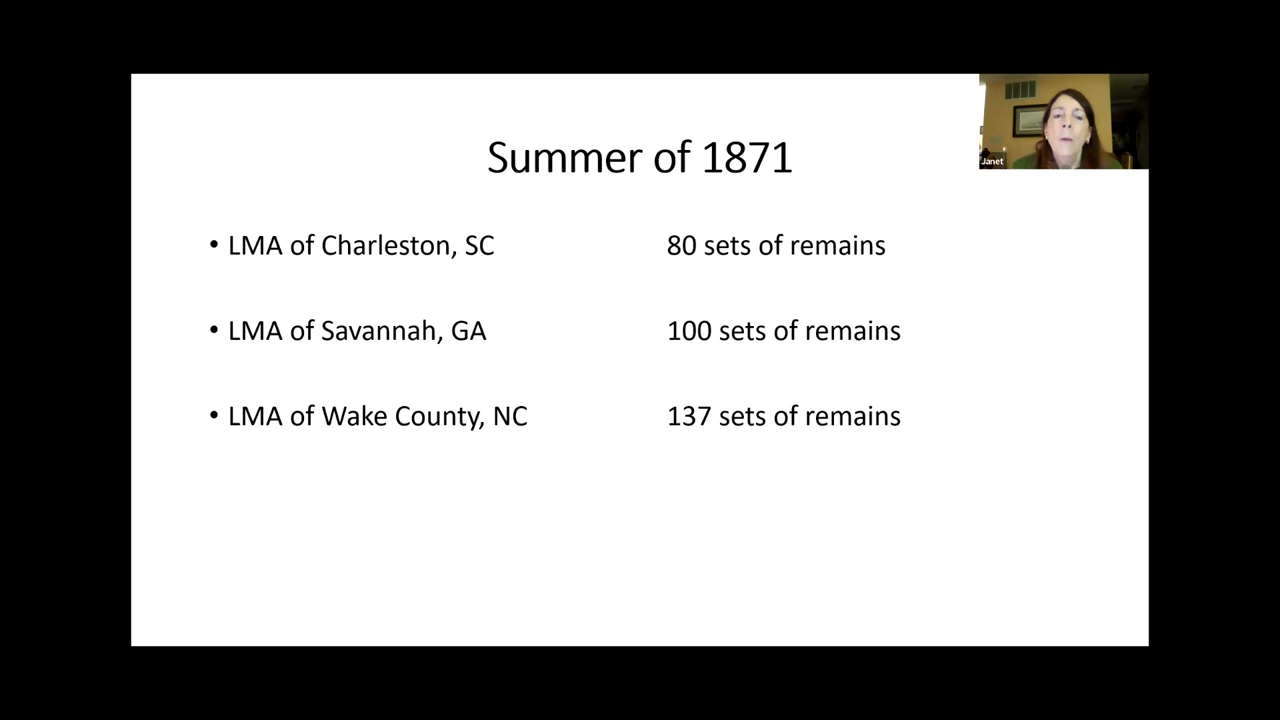 Summer of 1871
Janet
• LMA of Charleston, SC 80 sets of remains
• LMA of Savannah, GA 100 sets of remains
• LMA of Wake County, NC 137 sets of remains